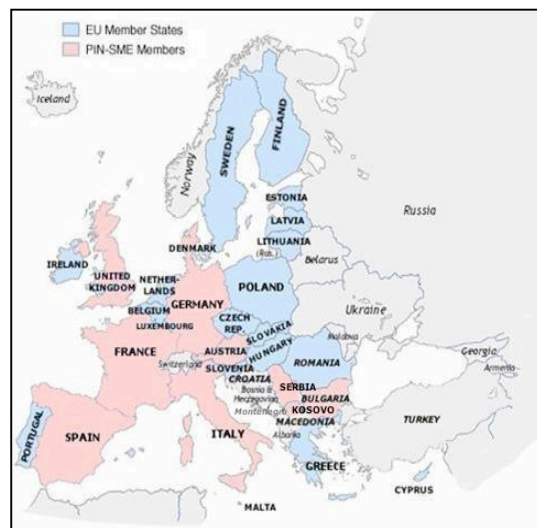 EU Member States
PIN-SME Members
Iceland
Norway
SWEDEN
FINLAND
Russia
ESTONIA
LATVIA
LITHUANIA
(Rus.)
Belarus
DENMARK
IRELAND
UNITED
KINGDOM
NETHER-
LANDS
BELGIUM
LUXEMBOURG
GERMANY
POLAND
CZECH
REP.
SLOVAKIA
Ukraine
Moldavia
FRANCE
Switzerland
AUSTRIA
SLOVENIA
HUNGARY
ROMANIA
CROATIA
Bosnia &
Herzegovina
SERBIA
Montenegro
BULGARIA
KOSOVO
MACEDONIA
Albania
Georgia
Armenia
PORTUGAL
SPAIN
ITALY
GREECE
TURKEY
CYPRUS
MALTA